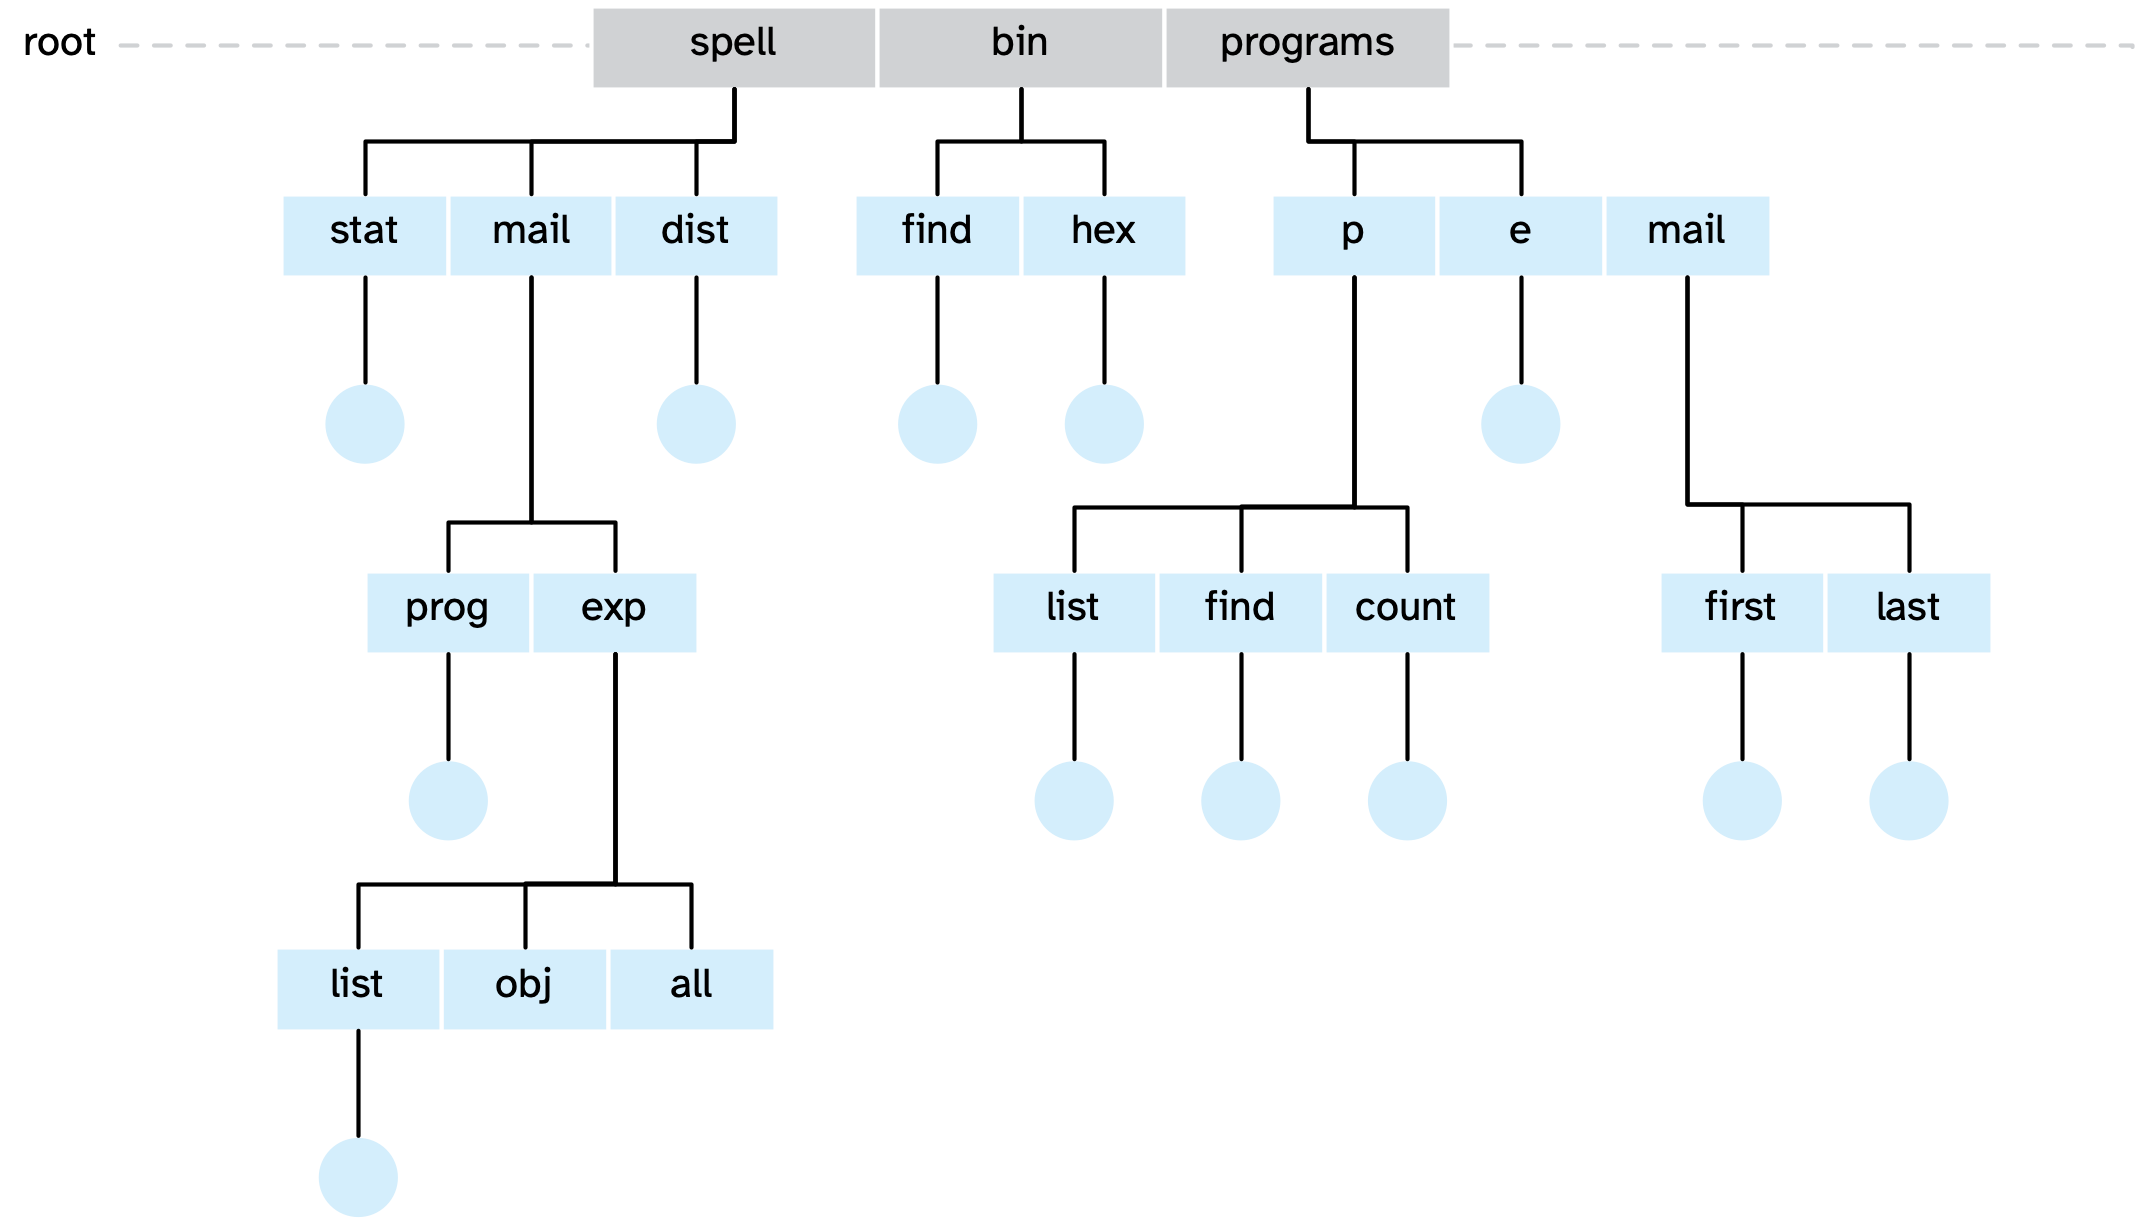 root spell bin programs
stat mail dist find hex p e mail
prog exp list find count first last
list obj all